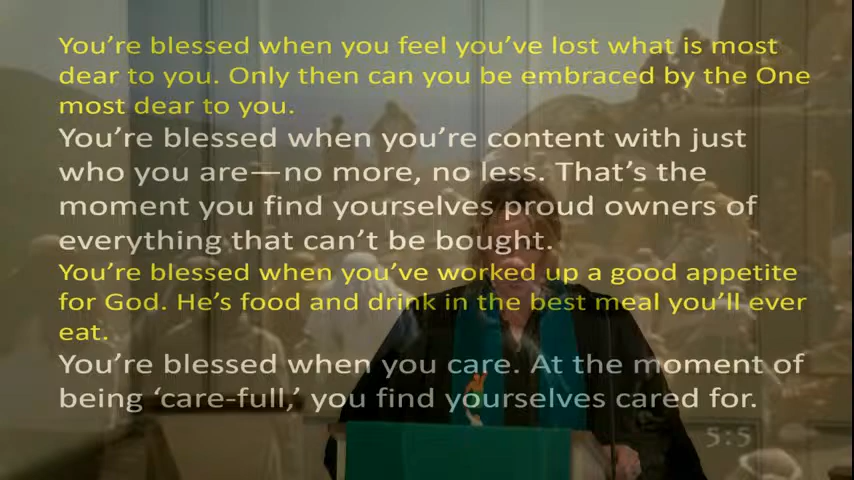 You’re blessed when you feel you’ve lost what is most
dear to you. Only then can you be embraced by the One
most dear to you.
You’re blessed when you’re content with just
who you are—no more, no less. That’s the
moment you find yourselves proud owners of
everything that can’t be bought.
You’re blessed when you’ve worked up a good appetite
for God. He’s food and drink in the best meal you’ll ever
eat.
You’re blessed when you care. At the moment of
being ‘care-full,’ you find yourselves cared for.
5:5